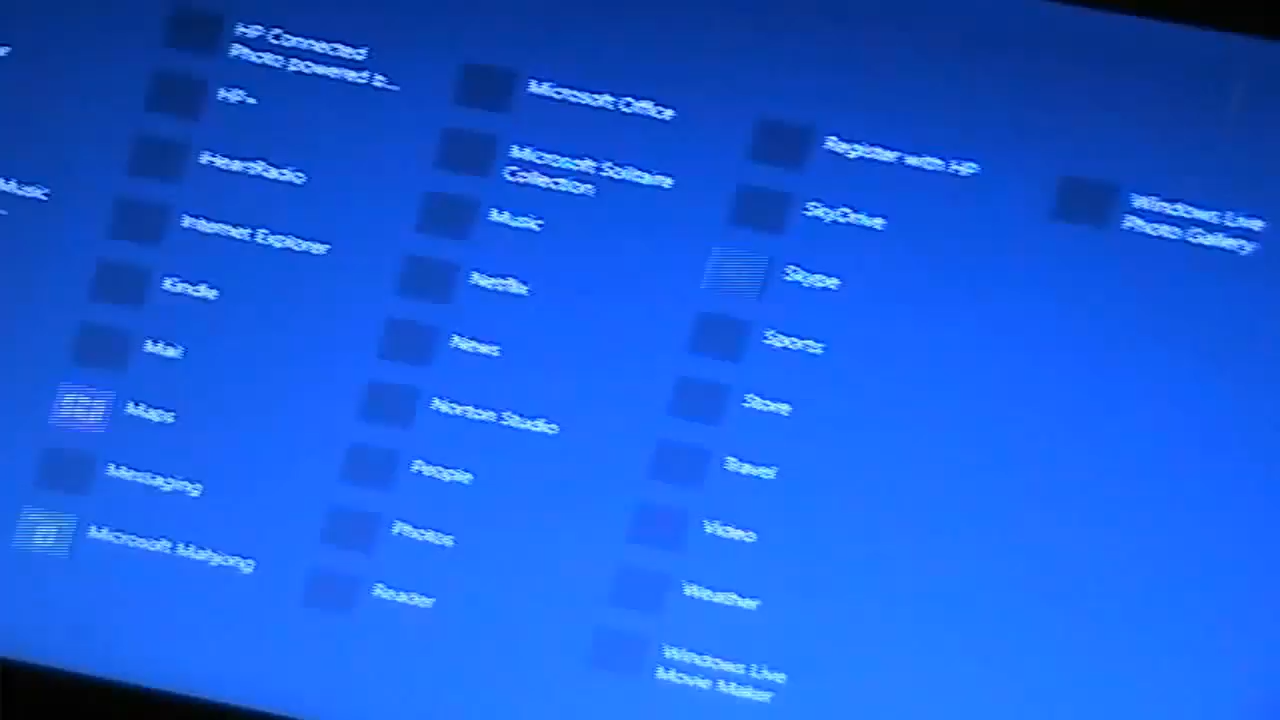 Music
HP Connected
Photo powered b...
HP+
iHeartRadio
Internet Explorer
Kindle
Mail
Maps
Messaging
Microsoft Mahjong
Microsoft Office
Microsoft Solitaire
Collection
Music
Netflix
News
Norton Studio
People
Photos
Reader
Register with HP
SkyDrive
Skype
Sports
Store
Travel
Video
Weather
Windows Live
Movie Maker
Windows Live
Photo Gallery